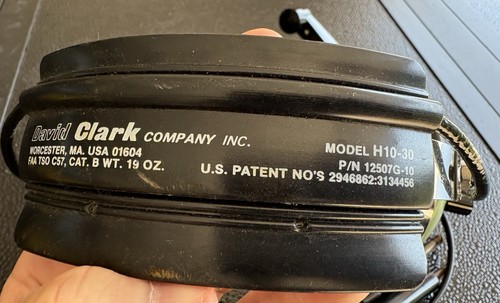 David Clark COMPANY INC.
WORCESTER, MA. USA 01604
FAA TSO C57, CAT. B WT. 19 OZ.
MODEL H10-30
P/N 12507G-10
U.S. PATENT NO'S 2946862:3134456